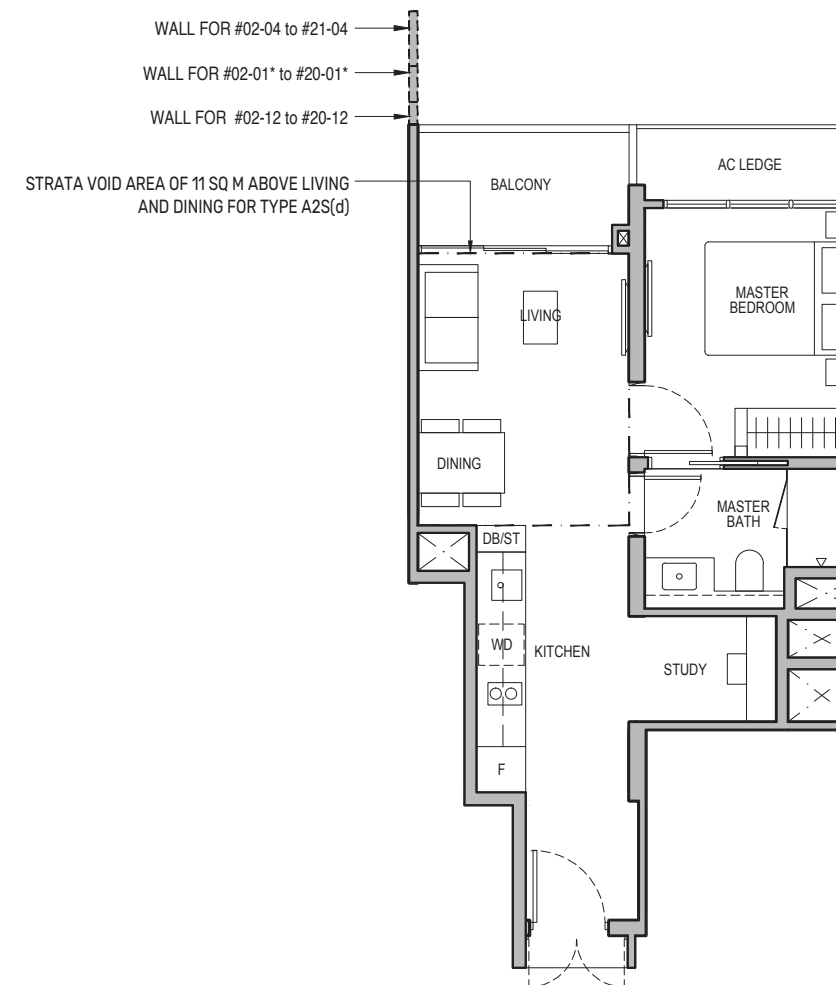 WALL FOR #02-04 to #21-04
WALL FOR #02-01* to #20-01*
WALL FOR #02-12 to #20-12
STRATA VOID AREA OF 11 SQ M ABOVE LIVING
AND DINING FOR TYPE A2S(d)
BALCONY
AC LEDGE
LIVING
MASTER
BEDROOM
DINING
MASTER
BATH
DB/ST
WD
KITCHEN
STUDY
F